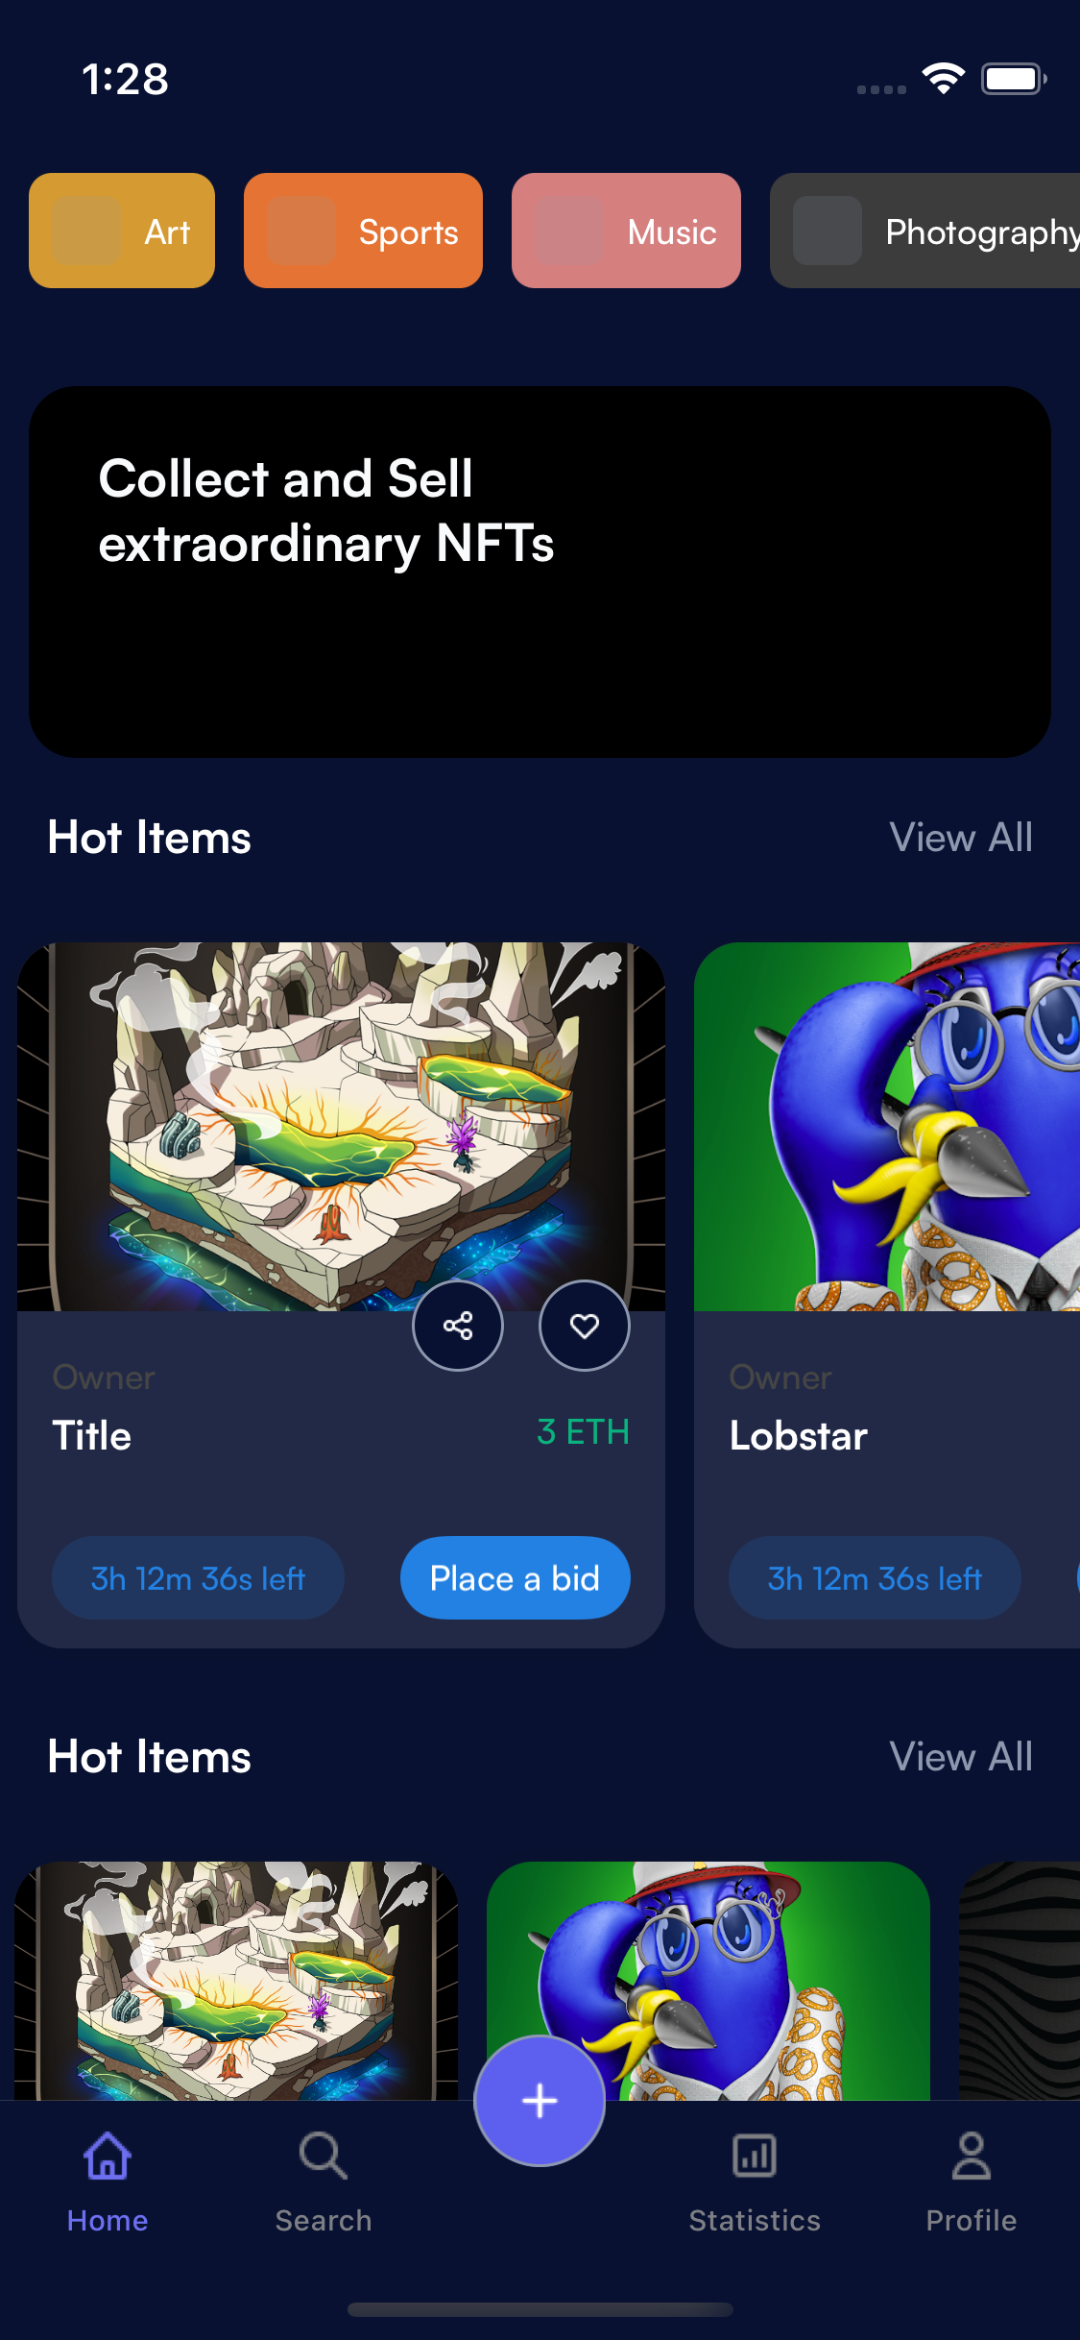 1:28
Art
Sports
Music
Photography
Collect and Sell
extraordinary NFTs
Hot Items
View All
Owner
Title
3 ETH
3h 12m 36s left
Place a bid
Owner
Lobstar
3h 12m 36s left
Hot Items
View All
Home
Search
Statistics
Profile